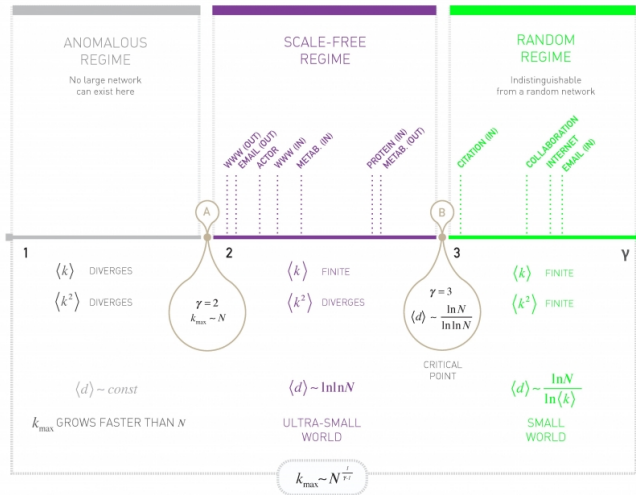 ANOMALOUS
REGIME
No large network
can exist here
SCALE-FREE
REGIME
RANDOM
REGIME
Indistinguishable
from a random network
WWW (OUT)
EMAIL (OUT)
ACTOR
WWW (IN)
METAB. (IN)
PROTEIN (IN)
METAB. (OUT)
CITATION (IN)
COLLABORATION
INTERNET
EMAIL (IN)
A
B
1
2
3
γ
⟨k⟩ DIVERGES
⟨k²⟩ DIVERGES
γ = 2
k_max ~ N
⟨k⟩ FINITE
⟨k²⟩ DIVERGES
γ = 3
⟨d⟩ ~ lnN / lnlnN
CRITICAL
POINT
⟨k⟩ FINITE
⟨k²⟩ FINITE
⟨d⟩ ~ const
k_max GROWS FASTER THAN N
⟨d⟩ ~ lnlnN
ULTRA-SMALL
WORLD
⟨d⟩ ~ lnN / ln⟨k⟩
SMALL
WORLD
k_max ~ N^(1/(γ-1))